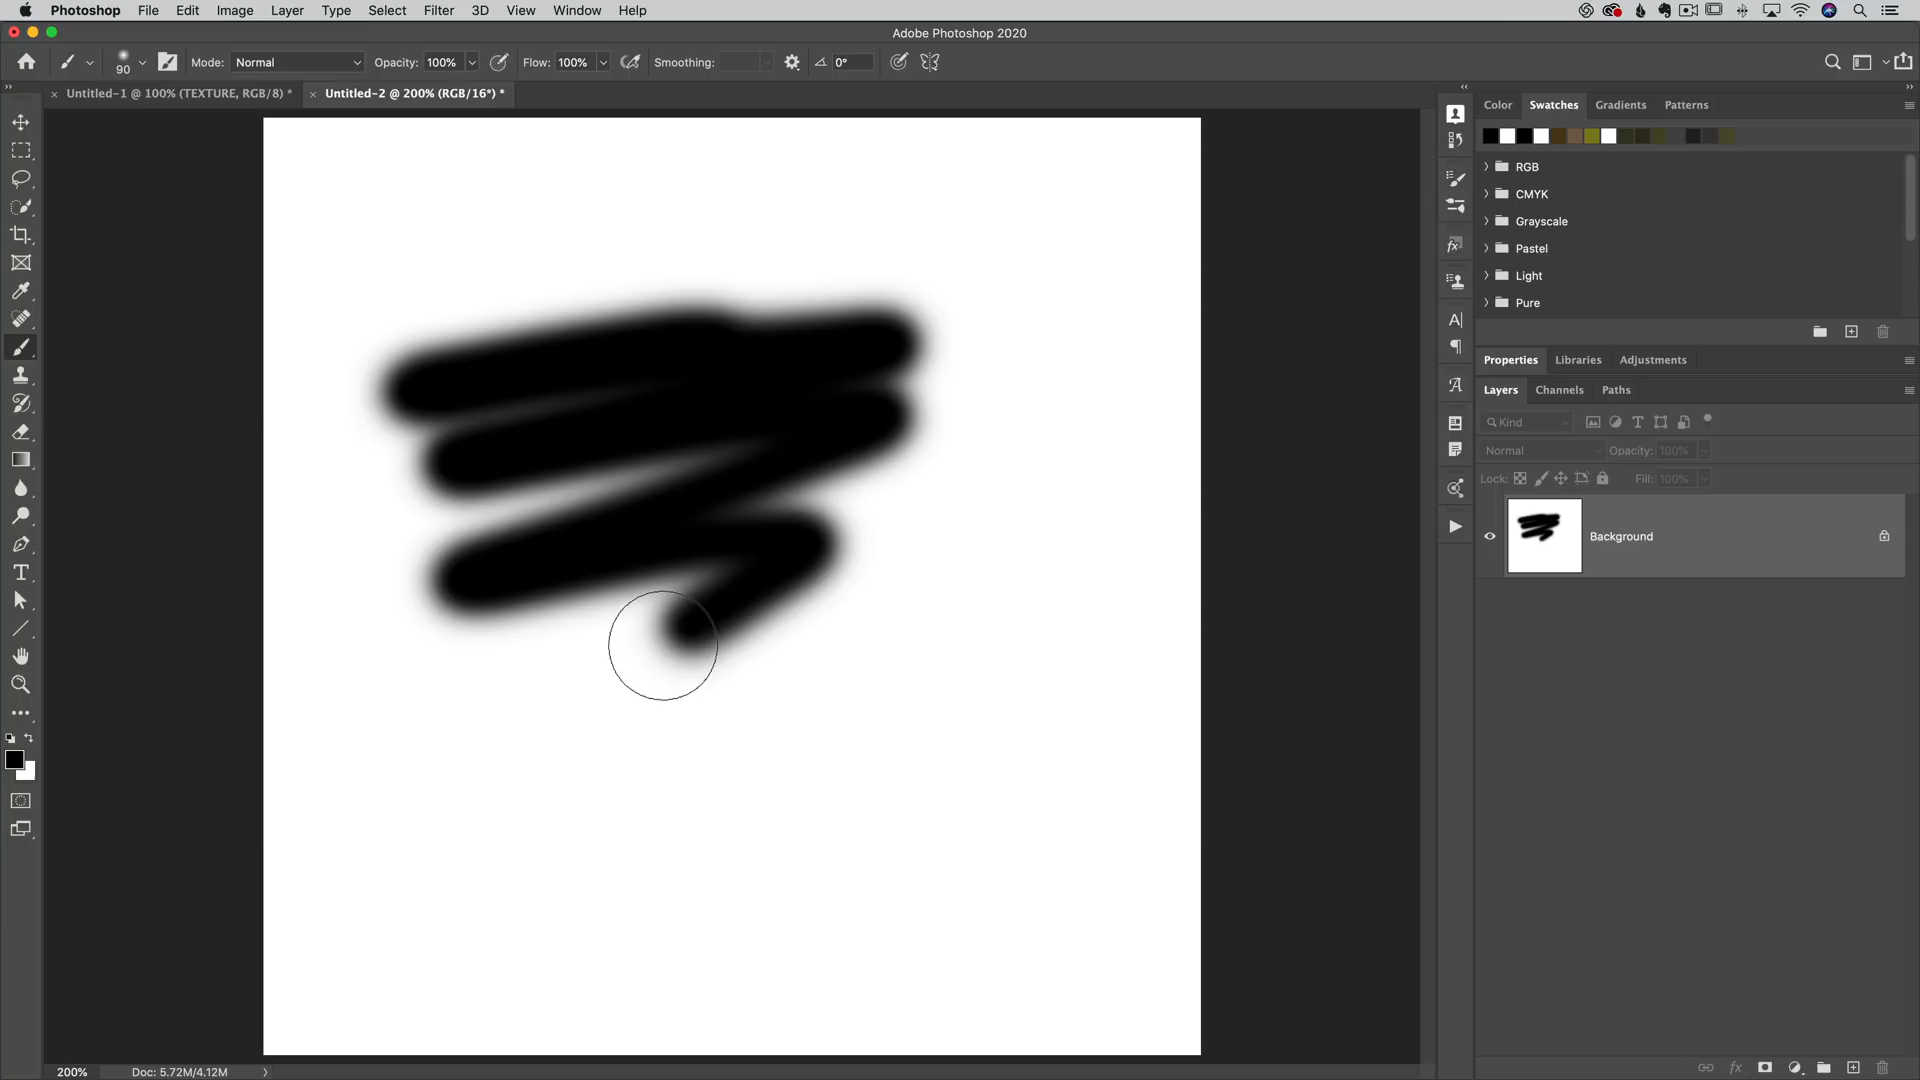 Photoshop File Edit Image Layer Type Select Filter 3D View Window Help
Adobe Photoshop 2020
90 Mode: Normal Opacity: 100% Flow: 100% Smoothing: 0°
× Untitled-1 @ 100% (TEXTURE, RGB/8) * × Untitled-2 @ 200% (RGB/16*) *
Color Swatches Gradients Patterns
RGB
CMYK
Grayscale
Pastel
Light
Pure
Properties Libraries Adjustments
Layers Channels Paths
Kind
Normal Opacity: 100%
Lock: Fill: 100%
Background
200% Doc: 5.72M/4.12M